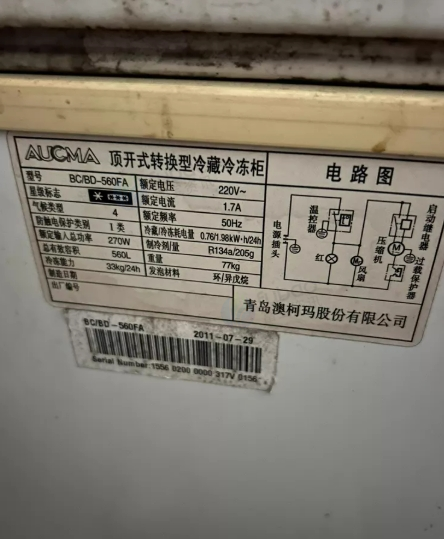 AUCMA 顶开式转换型冷藏冷冻柜
型号 BC/BD-560FA 额定电压 220V~
星级标志 额定电流 1.7A
气候类型 4 额定频率 50Hz
防触电保护类别 I 类 冷藏/冷冻耗电量 0.76/1.98kW·h/24h
额定输入总功率 270W 制冷剂/量 R134a/205g
总有效容积 560L 重量 77kg
冷冻能力 33kg/24h 发泡材料 环/异戊烷
制造日期
出厂编号
电路图
电源插头
温控器
红
风扇
压缩机
启动继电器
过载保护器
M
M
青岛澳柯玛股份有限公司
BC/BD-560FA 2011-07-29
Serial Number:1556 0200 0000 317V 0156